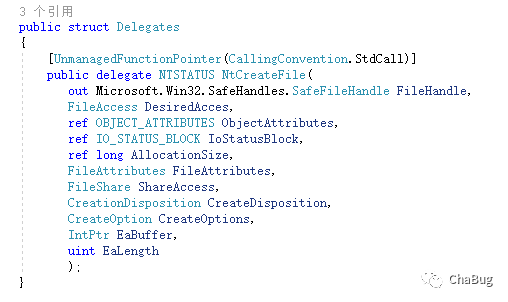 3 个引用
public struct Delegates
{
[UnmanagedFunctionPointer(CallingConvention.StdCall)]
public delegate NTSTATUS NtCreateFile(
out Microsoft.Win32.SafeHandles.SafeFileHandle FileHandle,
FileAccess DesiredAcces,
ref OBJECT_ATTRIBUTES ObjectAttributes,
ref IO_STATUS_BLOCK IoStatusBlock,
ref long AllocationSize,
FileAttributes FileAttributes,
FileShare ShareAccess,
CreationDisposition CreateDisposition,
CreateOption CreateOptions,
IntPtr EaBuffer,
uint EaLength
);
}
ChaBug